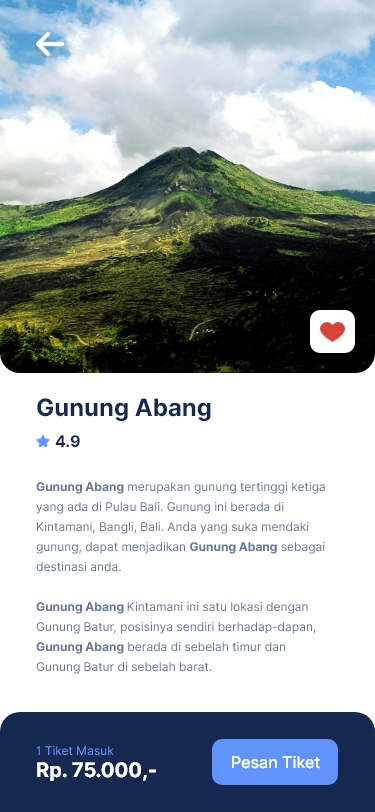 Gunung Abang
4.9
Gunung Abang merupakan gunung tertinggi ketiga
yang ada di Pulau Bali. Gunung ini berada di
Kintamani, Bangli, Bali. Anda yang suka mendaki
gunung, dapat menjadikan Gunung Abang sebagai
destinasi anda.
Gunung Abang Kintamani ini satu lokasi dengan
Gunung Batur, posisinya sendiri berhadap-dapan,
Gunung Abang berada di sebelah timur dan
Gunung Batur di sebelah barat.
1 Tiket Masuk
Rp. 75.000,-
Pesan Tiket